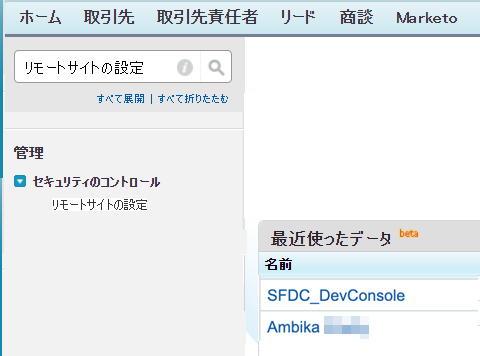 ホーム 取引先 取引先責任者 リード 商談 Marketo
リモートサイトの設定
すべて展開 | すべて折りたたむ
管理
セキュリティのコントロール
リモートサイトの設定
最近使ったデータ beta
名前
SFDC_DevConsole
Ambika